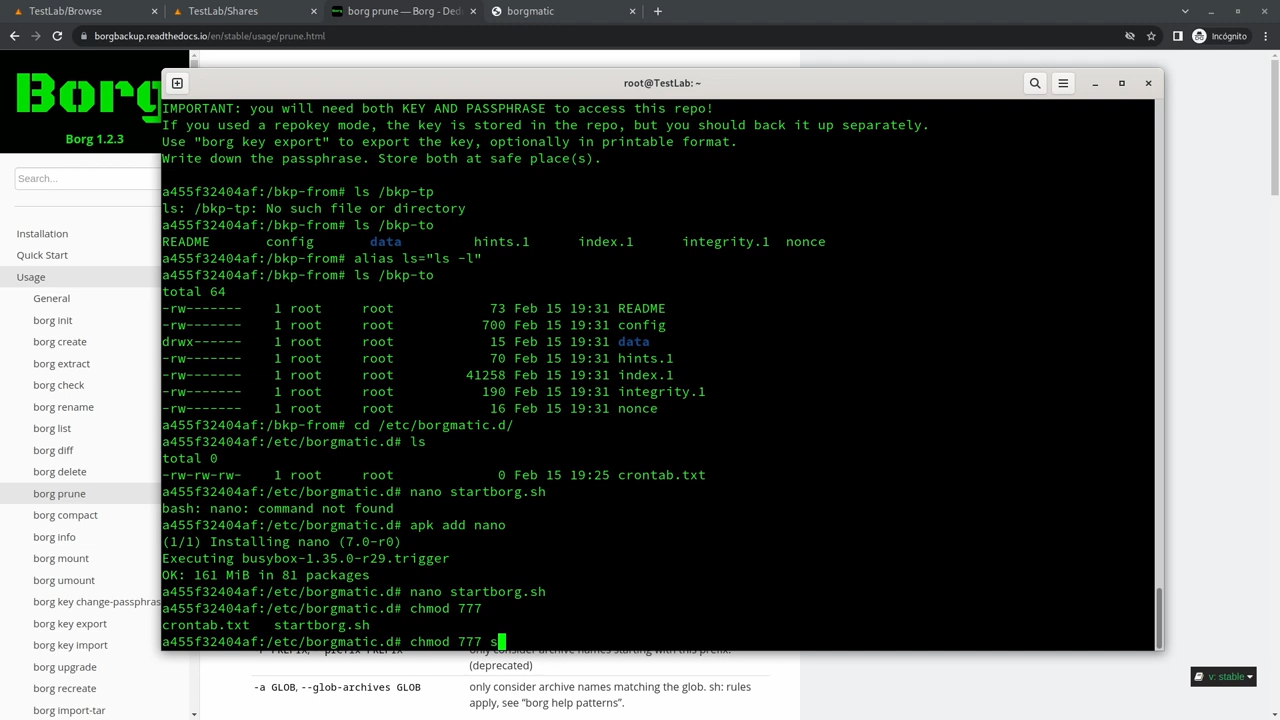 TestLab/Browse
TestLab/Shares
borg prune — Borg - Ded
borgmatic
borgbackup.readthedocs.io/en/stable/usage/prune.html
Incógnito
Borg
Borg 1.2.3
Search...
Installation
Quick Start
Usage
General
borg init
borg create
borg extract
borg check
borg rename
borg list
borg diff
borg delete
borg prune
borg compact
borg info
borg mount
borg umount
borg key change-passphras
borg key export
borg key import
borg upgrade
borg recreate
borg import-tar
root@TestLab: ~
IMPORTANT: you will need both KEY AND PASSPHRASE to access this repo!
If you used a repokey mode, the key is stored in the repo, but you should back it up separately.
Use "borg key export" to export the key, optionally in printable format.
Write down the passphrase. Store both at safe place(s).
a455f32404af:/bkp-from# ls /bkp-tp
ls: /bkp-tp: No such file or directory
a455f32404af:/bkp-from# ls /bkp-to
README config data hints.1 index.1 integrity.1 nonce
a455f32404af:/bkp-from# alias ls="ls -l"
a455f32404af:/bkp-from# ls /bkp-to
total 64
-rw------- 1 root root 73 Feb 15 19:31 README
-rw------- 1 root root 700 Feb 15 19:31 config
drwx------ 1 root root 15 Feb 15 19:31 data
-rw------- 1 root root 70 Feb 15 19:31 hints.1
-rw------- 1 root root 41258 Feb 15 19:31 index.1
-rw------- 1 root root 190 Feb 15 19:31 integrity.1
-rw------- 1 root root 16 Feb 15 19:31 nonce
a455f32404af:/bkp-from# cd /etc/borgmatic.d/
a455f32404af:/etc/borgmatic.d# ls
total 0
-rw-rw-rw- 1 root root 0 Feb 15 19:25 crontab.txt
a455f32404af:/etc/borgmatic.d# nano startborg.sh
bash: nano: command not found
a455f32404af:/etc/borgmatic.d# apk add nano
(1/1) Installing nano (7.0-r0)
Executing busybox-1.35.0-r29.trigger
OK: 161 MiB in 81 packages
a455f32404af:/etc/borgmatic.d# nano startborg.sh
a455f32404af:/etc/borgmatic.d# chmod 777
crontab.txt startborg.sh
a455f32404af:/etc/borgmatic.d# chmod 777 s
(deprecated)
-a GLOB, --glob-archives GLOB
only consider archive names matching the glob. sh: rules
apply, see “borg help patterns”.
v: stable